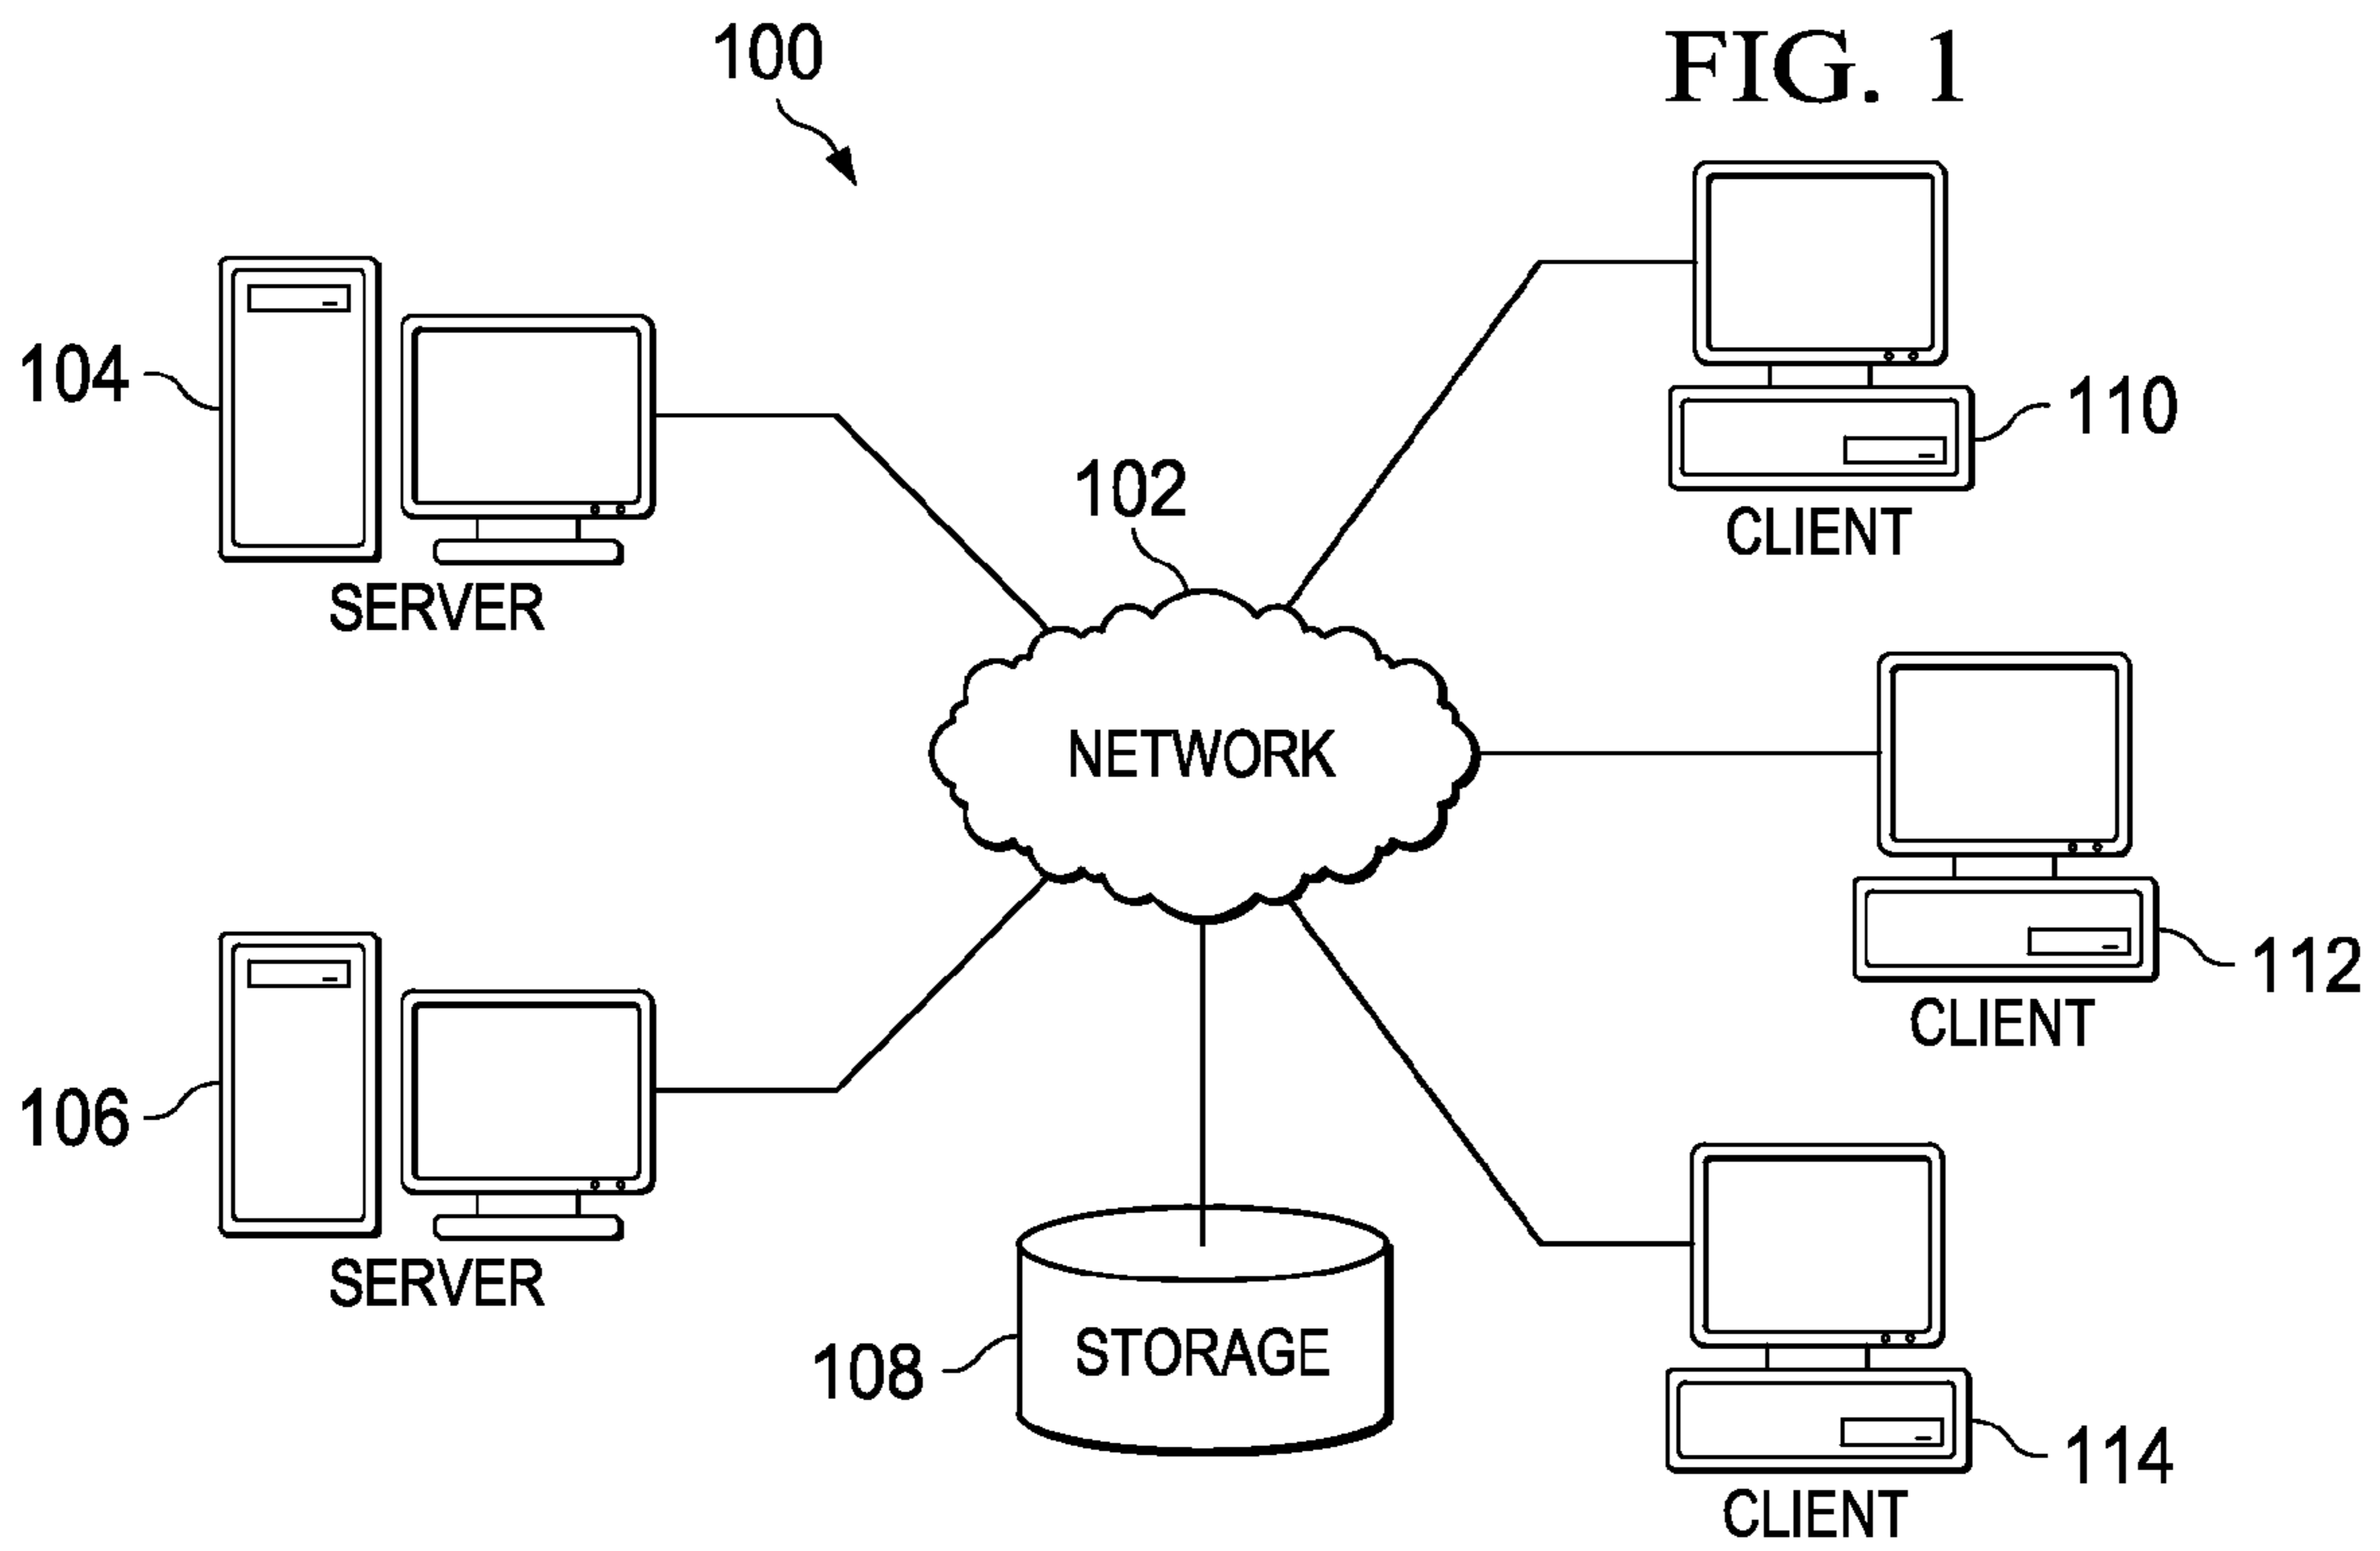 100
FIG. 1
104
SERVER
110
CLIENT
102
NETWORK
112
CLIENT
106
SERVER
108
STORAGE
114
CLIENT